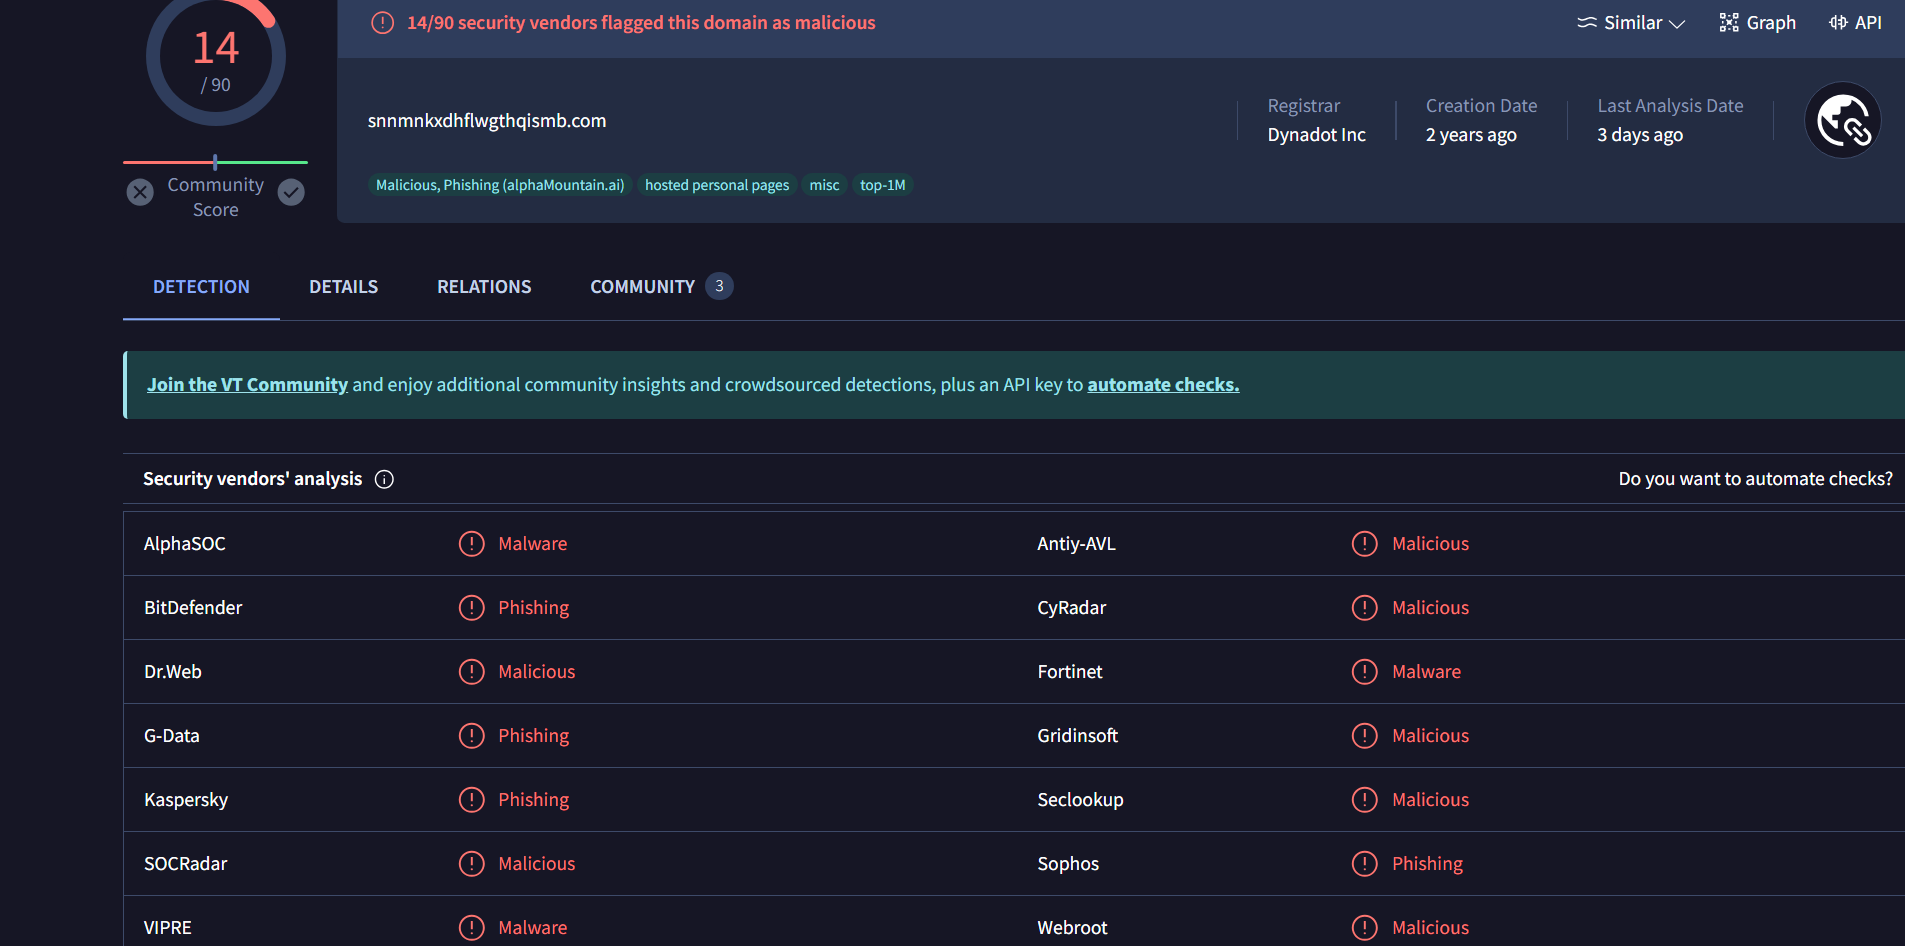 14
/ 90
Community
Score
14/90 security vendors flagged this domain as malicious
Similar
Graph
API
snnmnkxdhflwgthqismb.com
Registrar
Dynadot Inc
Creation Date
2 years ago
Last Analysis Date
3 days ago
Malicious, Phishing (alphaMountain.ai)
hosted personal pages
misc
top-1M
DETECTION
DETAILS
RELATIONS
COMMUNITY
3
Join the VT Community and enjoy additional community insights and crowdsourced detections, plus an API key to automate checks.
Security vendors' analysis
Do you want to automate checks?
AlphaSOC Malware Antiy-AVL Malicious
BitDefender Phishing CyRadar Malicious
Dr.Web Malicious Fortinet Malware
G-Data Phishing Gridinsoft Malicious
Kaspersky Phishing Seclookup Malicious
SOCRadar Malicious Sophos Phishing
VIPRE Malware Webroot Malicious